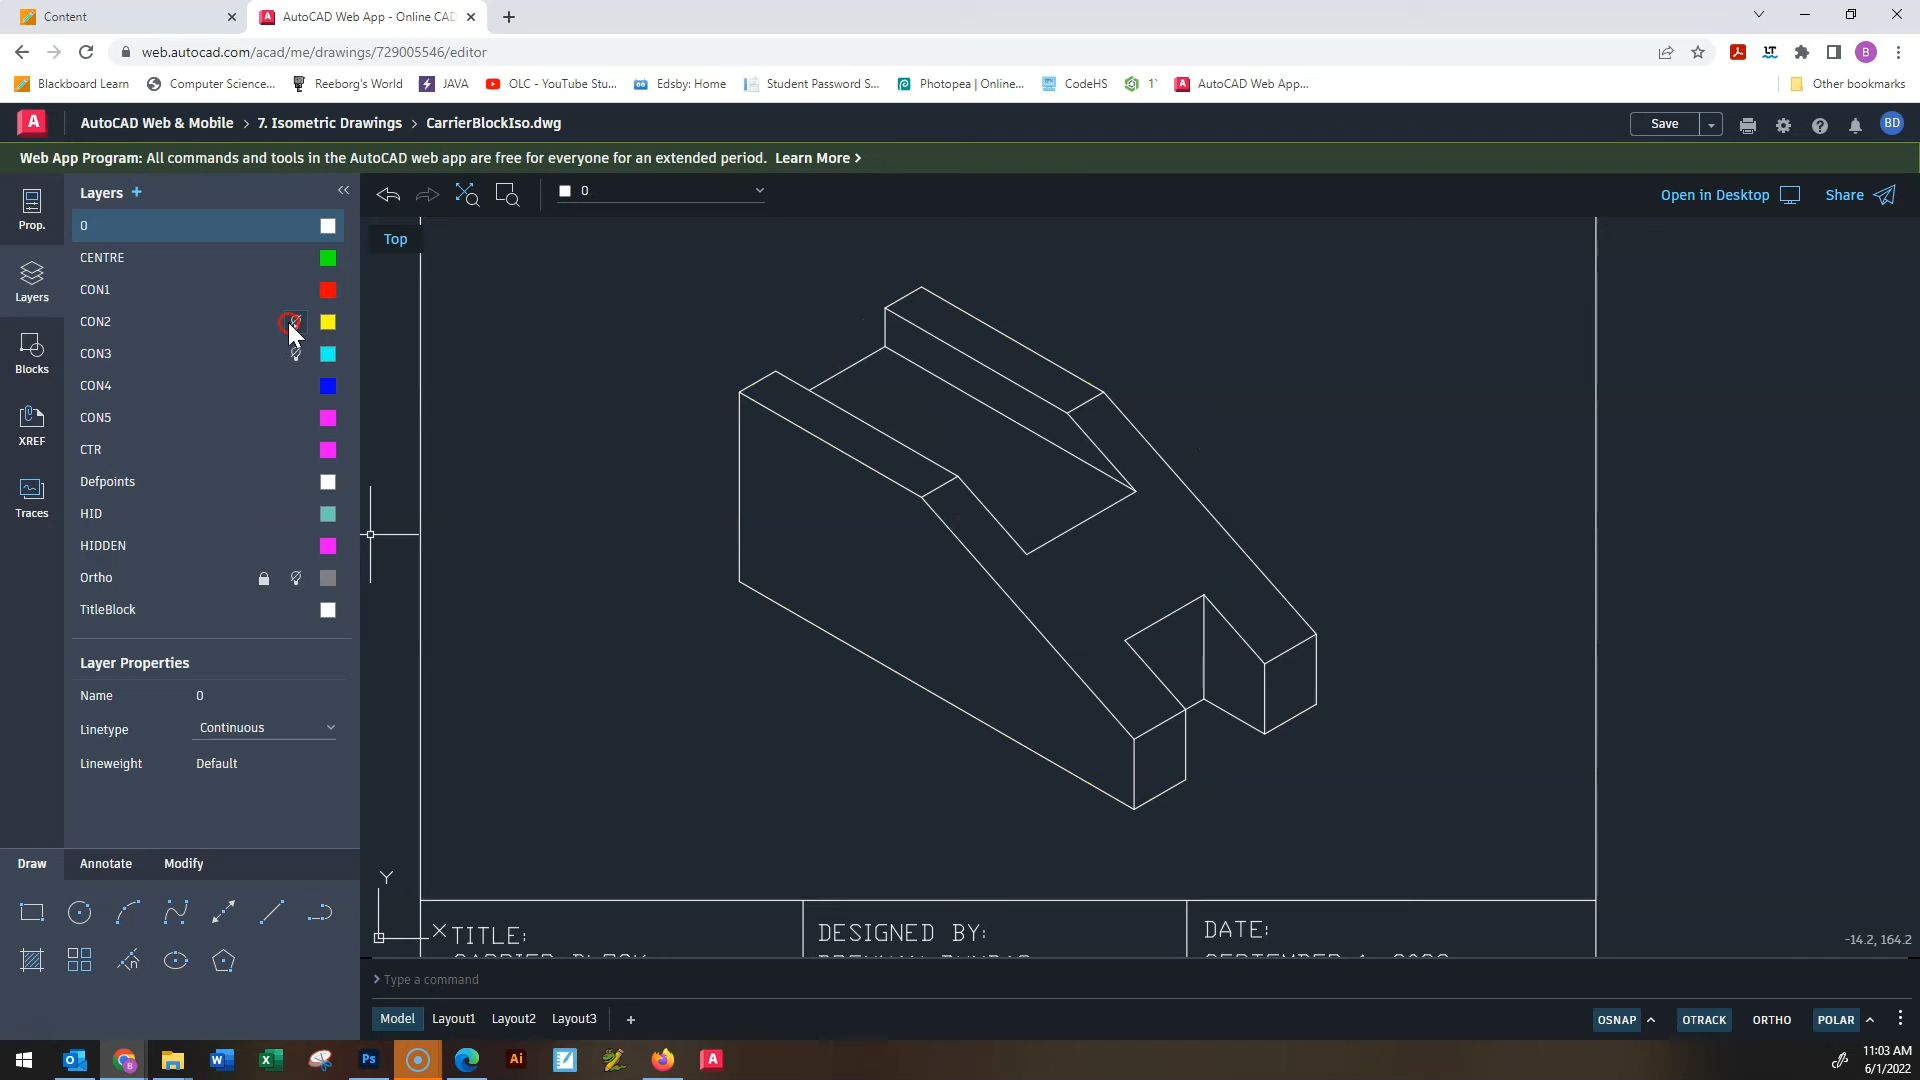 Content
AutoCAD Web App - Online CAD
web.autocad.com/acad/me/drawings/729005546/editor
B
Blackboard Learn
Computer Science...
Reeborg's World
JAVA
OLC - YouTube Stu...
Edsby: Home
Student Password S...
Photopea | Online...
CodeHS
1`
AutoCAD Web App...
Other bookmarks
AutoCAD Web & Mobile > 7. Isometric Drawings > CarrierBlockIso.dwg
Save
BD
Web App Program: All commands and tools in the AutoCAD web app are free for everyone for an extended period. Learn More >
Prop.
Layers
Blocks
XREF
Traces
Layers +
0
CENTRE
CON1
CON2
CON3
CON4
CON5
CTR
Defpoints
HID
HIDDEN
Ortho
TitleBlock
Layer Properties
Name 0
Linetype Continuous
Lineweight Default
Draw Annotate Modify
0
Open in Desktop
Share
Top
Y
X
TITLE:
DESIGNED BY:
DATE:
-14.2, 164.2
Type a command
Model Layout1 Layout2 Layout3 +
OSNAP OTRACK ORTHO POLAR
11:03 AM
6/1/2022